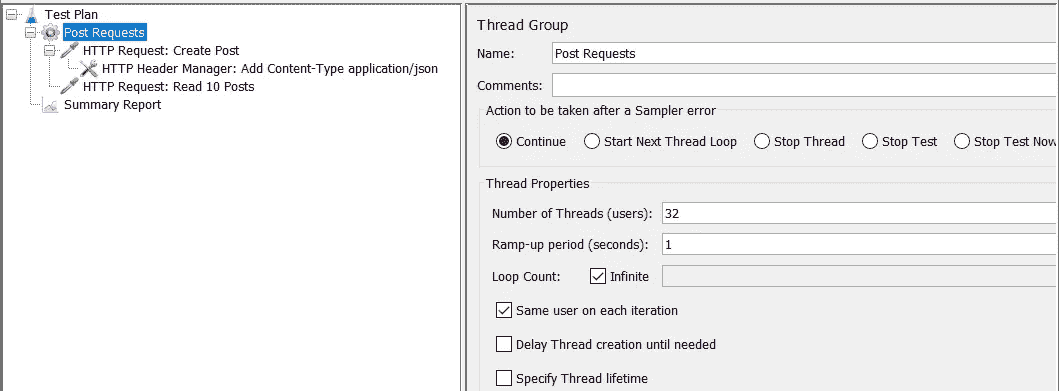 Test Plan
Post Requests
HTTP Request: Create Post
HTTP Header Manager: Add Content-Type application/json
HTTP Request: Read 10 Posts
Summary Report
Thread Group
Name: Post Requests
Comments:
Action to be taken after a Sampler error
Continue Start Next Thread Loop Stop Thread Stop Test Stop Test Now
Thread Properties
Number of Threads (users): 32
Ramp-up period (seconds): 1
Loop Count: Infinite
Same user on each iteration
Delay Thread creation until needed
Specify Thread lifetime